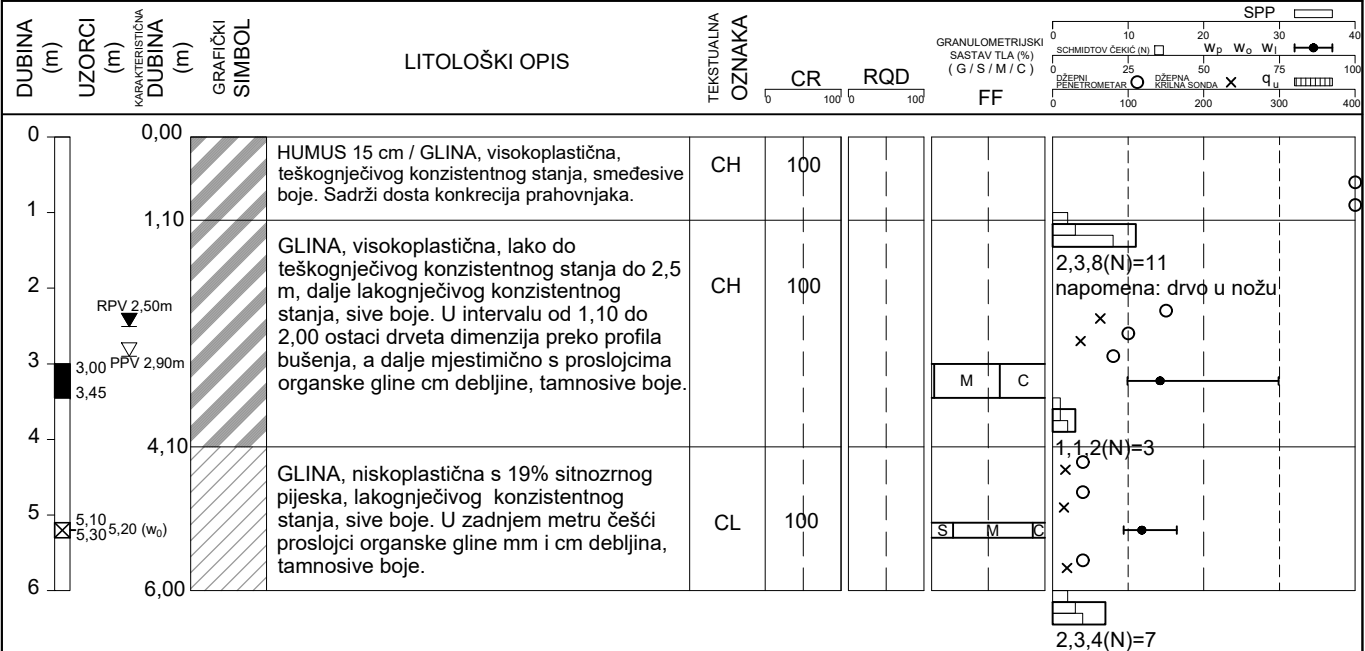 DUBINA
(m)
UZORCI
(m)
KARAKTERISTIČNA
DUBINA
(m)
GRAFIČKI
SIMBOL
LITOLOŠKI OPIS
TEKSTUALNA
OZNAKA
CR
0 100
RQD
0 100
GRANULOMETRIJSKI
SASTAV TLA (%)
( G / S / M / C )
FF
SPP
0 10 20 30 40
SCHMIDTOV ČEKIĆ (N) wp wo wl
0 25 50 75 100
DŽEPNI
PENETROMETAR
DŽEPNA
KRILNA SONDA
qu
0 100 200 300 400
0
1
2
3
4
5
6
0,00
1,10
4,10
6,00
RPV 2,50m
PPV 2,90m
3,00
3,45
5,10
5,30
5,20 (w0)
HUMUS 15 cm / GLINA, visokoplastična,
teškognječivog konzistentnog stanja, smeđesive
boje. Sadrži dosta konkrecija prahovnjaka.
CH
100
GLINA, visokoplastična, lako do
teškognječivog konzistentnog stanja do 2,5
m, dalje lakognječivog konzistentnog
stanja, sive boje. U intervalu od 1,10 do
2,00 ostaci drveta dimenzija preko profila
bušenja, a dalje mjestimično s proslojcima
organske gline cm debljine, tamnosive boje.
CH
100
M C
2,3,8(N)=11
napomena: drvo u nožu
1,1,2(N)=3
GLINA, niskoplastična s 19% sitnozrnog
pijeska, lakognječivog konzistentnog
stanja, sive boje. U zadnjem metru češći
proslojci organske gline mm i cm debljina,
tamnosive boje.
CL
100
S M C
2,3,4(N)=7